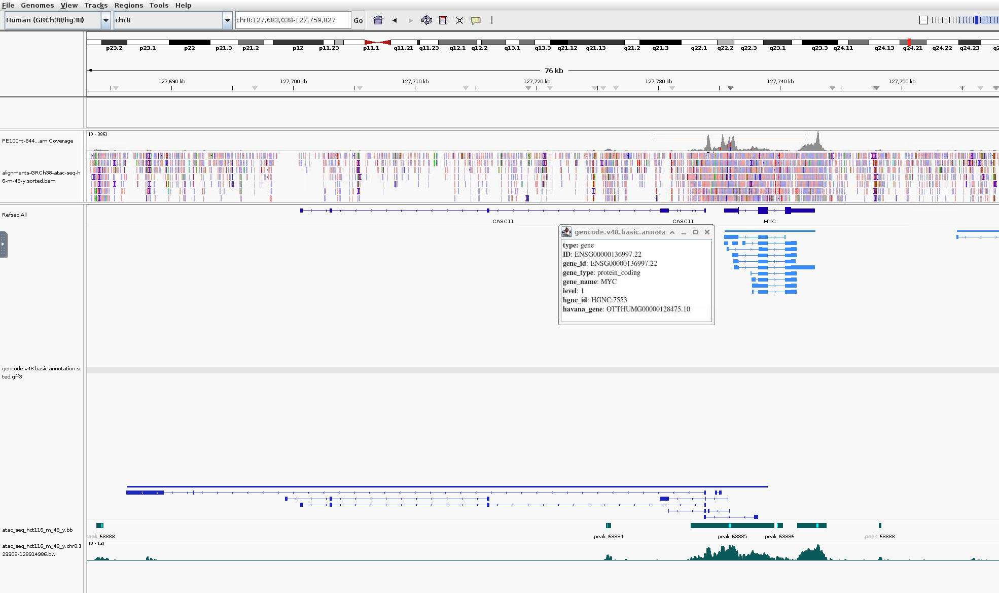 File Genomes View Tracks Regions Tools Help
Human (GRCh38/hg38) chr8 chr8:127,683,038-127,759,827 Go
p23.2 p23.1 p22 p21.3 p21.2 p12 p11.23 p11.1 q11.21 q11.23 q12.1 q12.2 q13.1 q13.3 q21.12 q21.13 q21.2 q21.3 q22.1 q22.2 q22.3 q23.1 q23.3 q24.11 q24.13 q24.21 q24.22 q24.23
76 kb
127,690 kb 127,700 kb 127,710 kb 127,720 kb 127,730 kb 127,740 kb 127,750 kb
[0 - 386]
PE100nt-844...am Coverage
alignments-GRCh38-atac-seq-h
6-m-48-y.sorted.bam
Refseq All
CASC11 CASC11 MYC
gencode.v48.basic.annota
type: gene
ID: ENSG00000136997.22
gene_id: ENSG00000136997.22
gene_type: protein_coding
gene_name: MYC
level: 1
hgnc_id: HGNC:7553
havana_gene: OTTHUMG00000128475.10
gencode.v48.basic.annotation.so
ted.gff3
atac_seq_hct116_m_48_y.bb
peak_63883 peak_63884 peak_63885 peak_63886 peak_63888
[0 - 13]
atac_seq_hct116_m_48_y.chr8.1
29903-128914986.bw